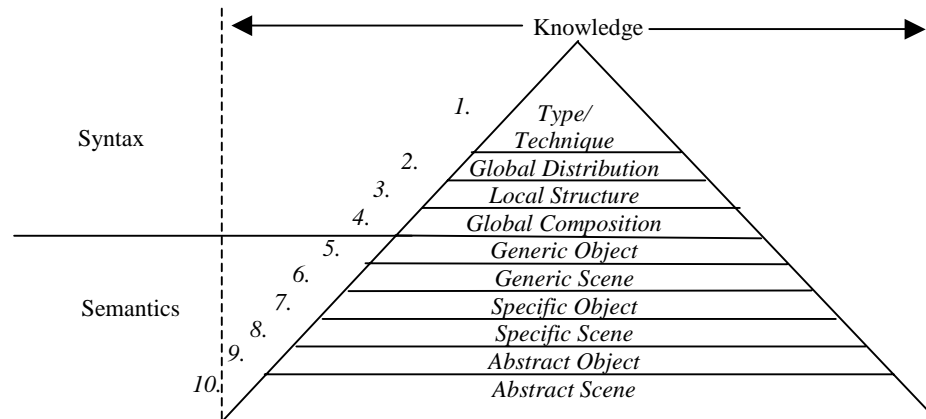 Knowledge
1.
Type/
Technique
Syntax
2.
Global Distribution
3.
Local Structure
4.
Global Composition
5.
Generic Object
6.
Generic Scene
Semantics
7.
Specific Object
8.
Specific Scene
9.
Abstract Object
10.
Abstract Scene